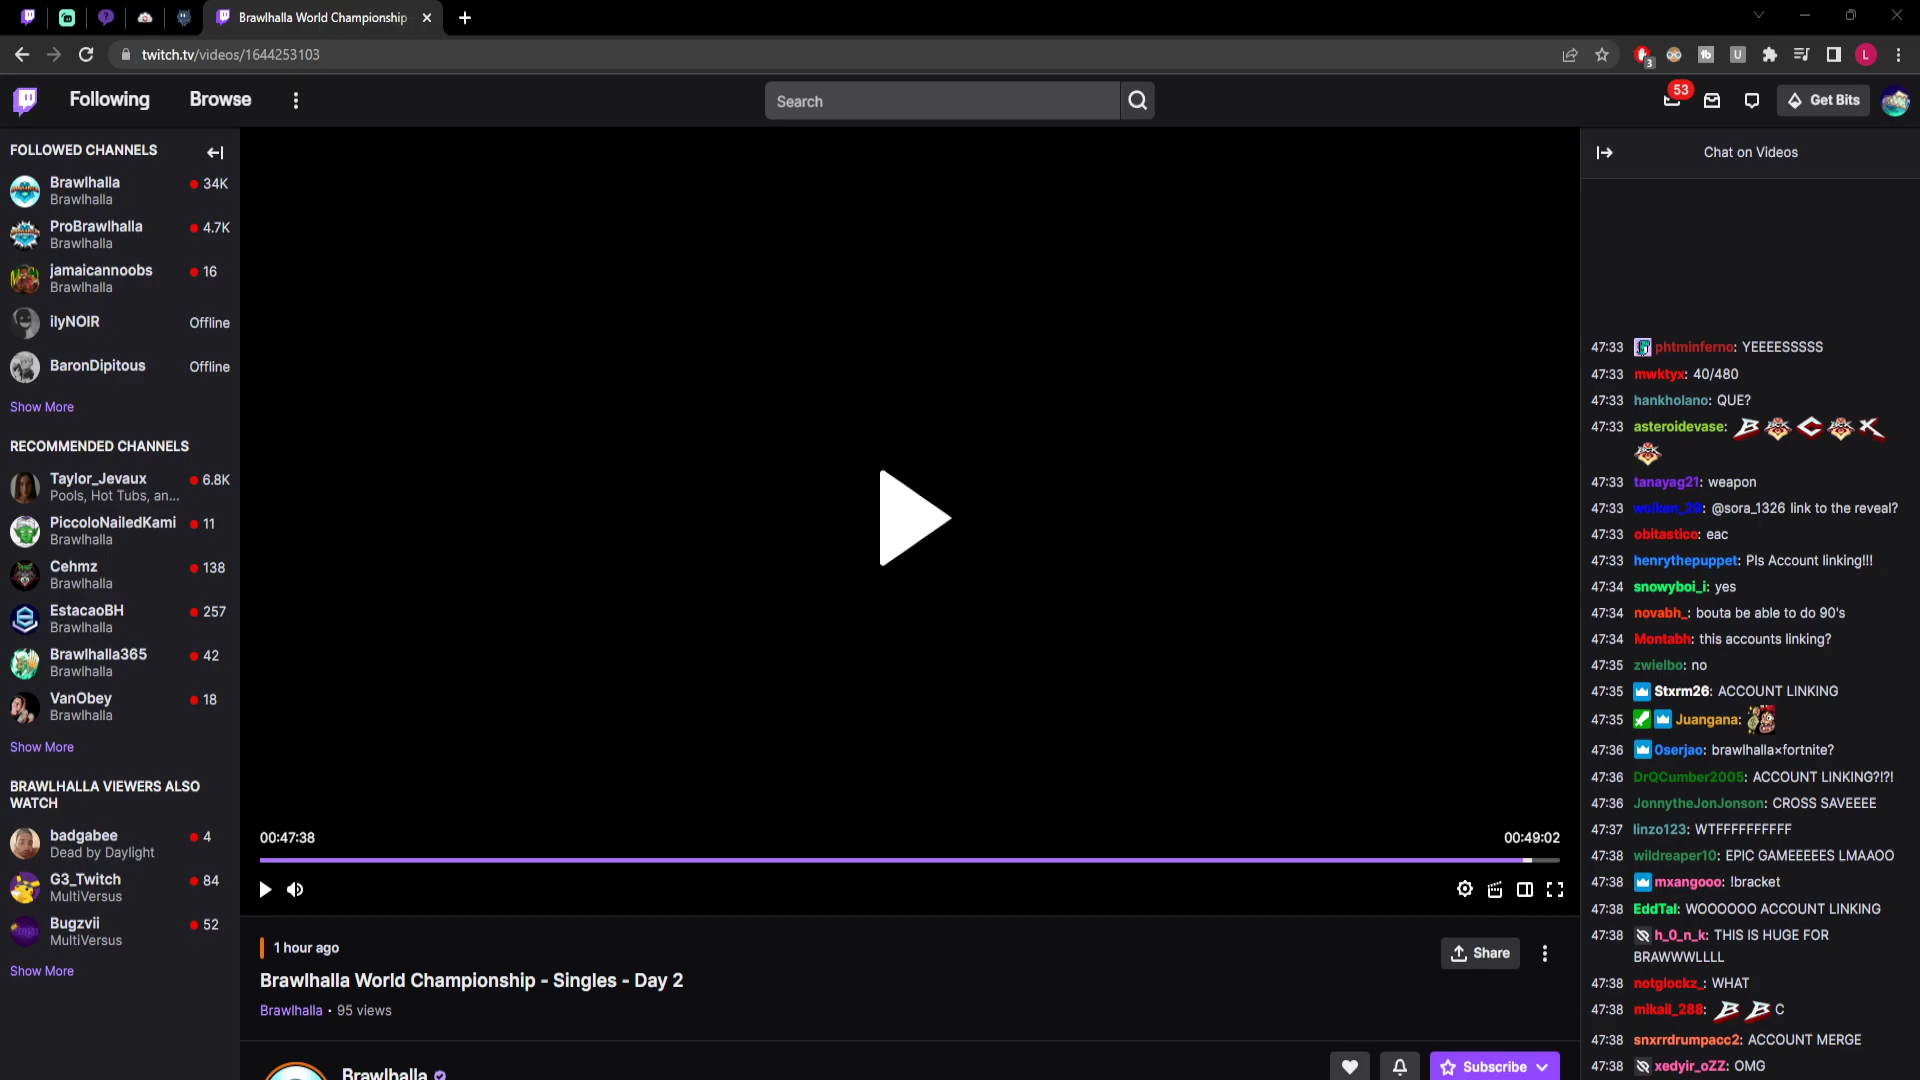 Brawlhalla World Championship
twitch.tv/videos/1644253103
3
L
Following
Browse
Search
53
Get Bits
FOLLOWED CHANNELS
Brawlhalla
34K
Brawlhalla
ProBrawlhalla
4.7K
Brawlhalla
jamaicannoobs
16
Brawlhalla
ilyNOIR
Offline
BaronDipitous
Offline
Show More
RECOMMENDED CHANNELS
Taylor_Jevaux
6.8K
Pools, Hot Tubs, an...
PiccoloNailedKami
11
Brawlhalla
Cehmz
138
Brawlhalla
EstacaoBH
257
Brawlhalla
Brawlhalla365
42
Brawlhalla
VanObey
18
Brawlhalla
Show More
BRAWLHALLA VIEWERS ALSO
WATCH
badgabee
4
Dead by Daylight
G3_Twitch
84
MultiVersus
Bugzvii
52
MultiVersus
Show More
00:47:38
00:49:02
1 hour ago
Share
Brawlhalla World Championship - Singles - Day 2
Brawlhalla • 95 views
Brawlhalla
Subscribe
Chat on Videos
47:33 phtminferno: YEEEESSSSS
47:33 mwktyx: 40/480
47:33 hankholano: QUE?
47:33 asteroidevase: B C K
47:33 tanayag21: weapon
47:33 wolken_29: @sora_1326 link to the reveal?
47:33 obitastico: eac
47:33 henrythepuppet: Pls Account linking!!!
47:34 snowyboi_i: yes
47:34 novabh_: bouta be able to do 90's
47:34 Montabh: this accounts linking?
47:35 zwielbo: no
47:35 Stxrm26: ACCOUNT LINKING
47:35 Juangana:
47:36 0serjao: brawlhalla×fortnite?
47:36 DrQCumber2005: ACCOUNT LINKING?!?!
47:36 JonnytheJonJonson: CROSS SAVEEEE
47:37 linzo123: WTFFFFFFFFFF
47:38 wildreaper10: EPIC GAMEEEEES LMAAOO
47:38 mxangooo: !bracket
47:38 EddTal: WOOOOOO ACCOUNT LINKING
47:38 h_0_n_k: THIS IS HUGE FOR
BRAWWWLLLL
47:38 notglockz_: WHAT
47:38 mikail_288: B B C
47:38 snxrrdrumpacc2: ACCOUNT MERGE
47:38 xedyir_oZZ: OMG